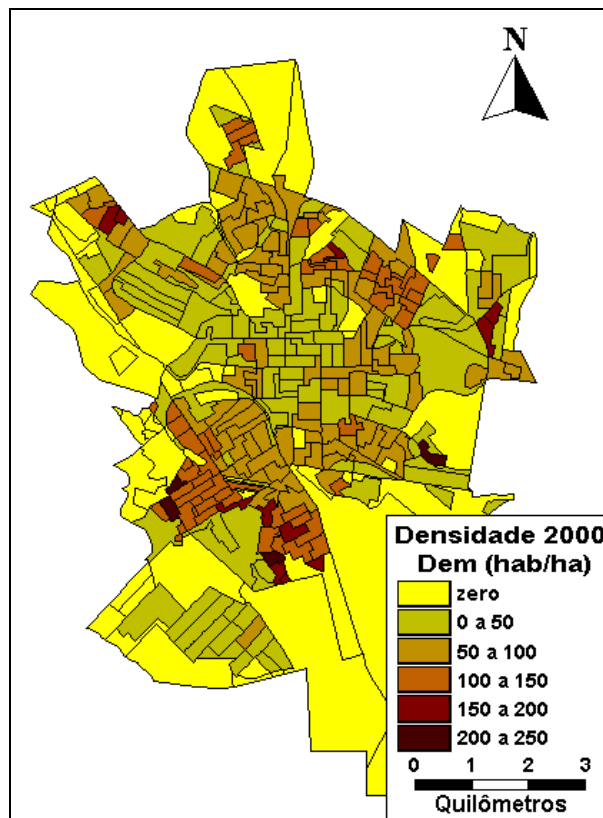 N
Densidade 2000
Dem (hab/ha)
zero
0 a 50
50 a 100
100 a 150
150 a 200
200 a 250
0 1 2 3
Quilômetros